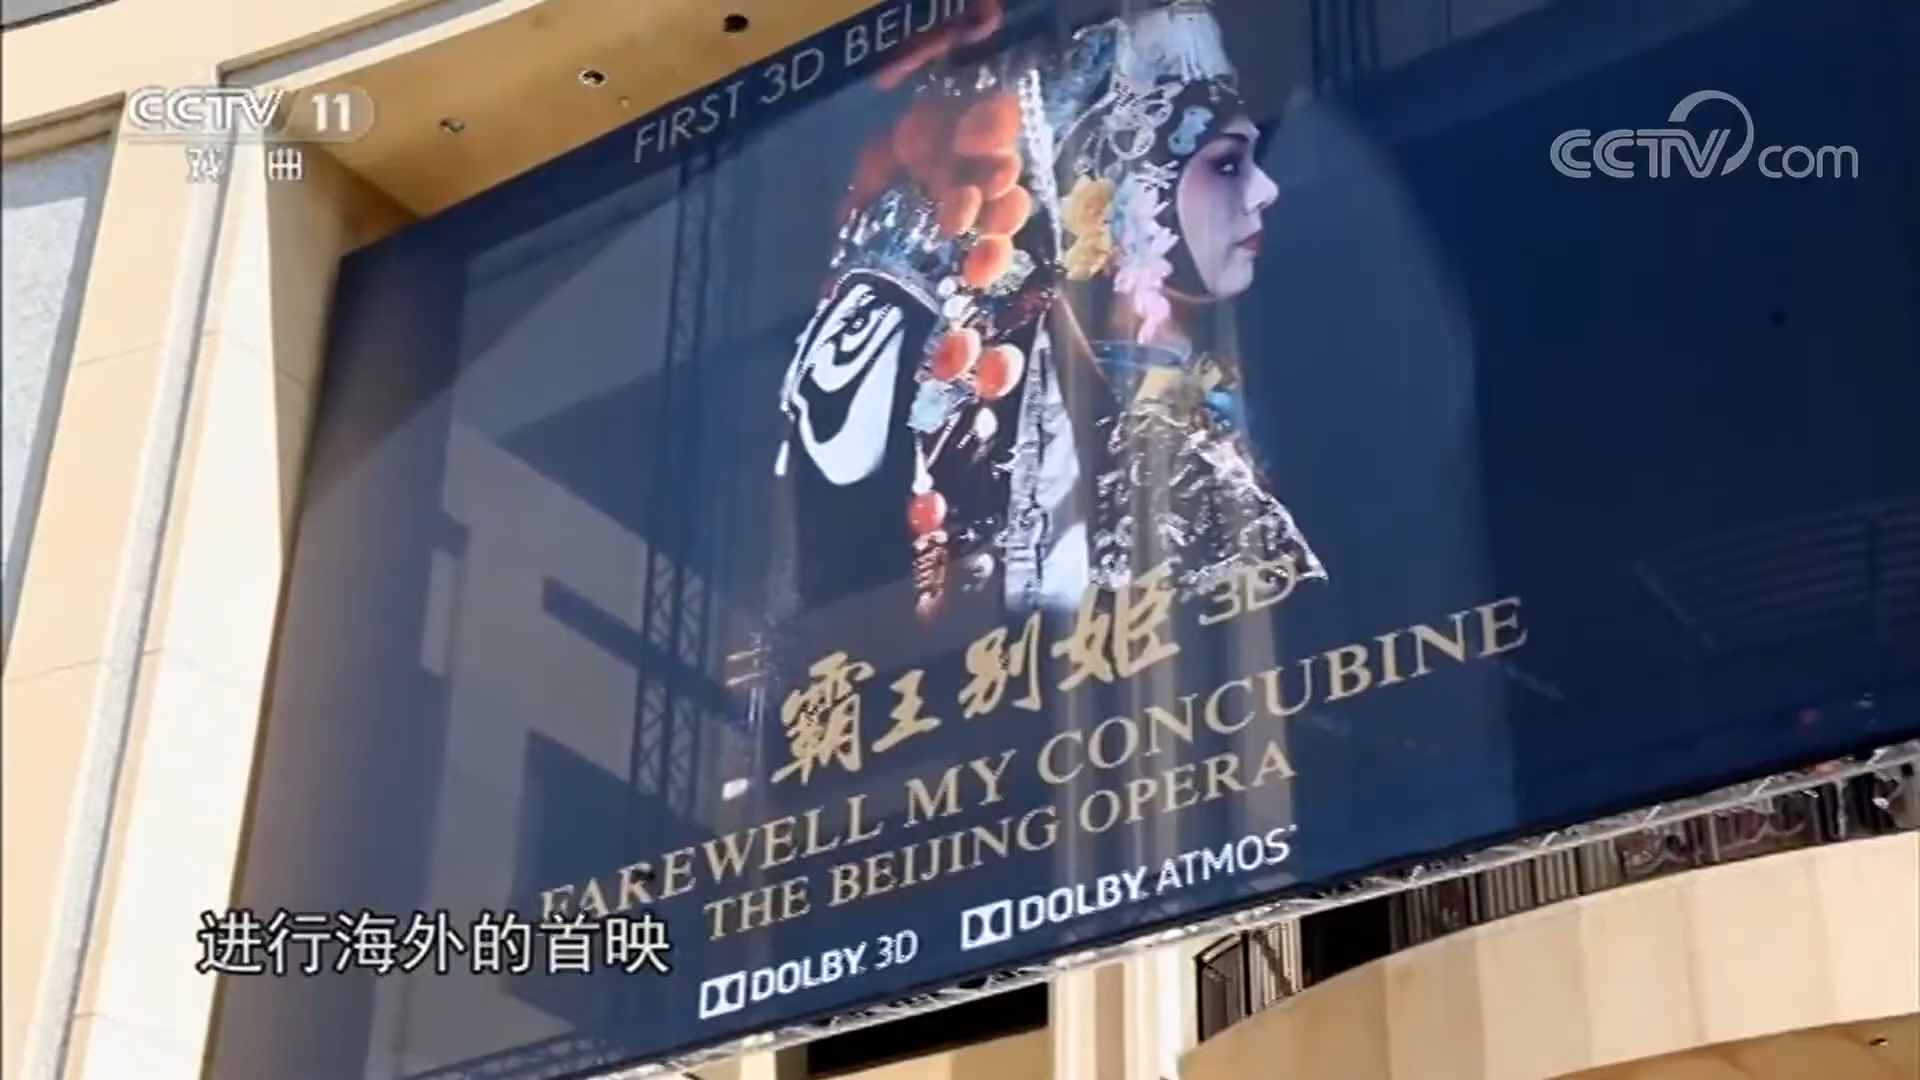 CCTV 11
戏曲
CCTV com
FIRST 3D
霸王别姬 3D
FAREWELL MY CONCUBINE
THE BEIJING OPERA
DOLBY 3D
DOLBY ATMOS
进行海外的首映